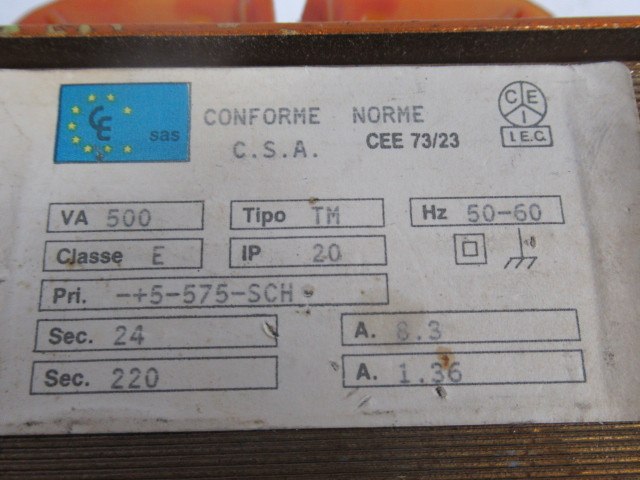 CE sas
CONFORME NORME
C.S.A. CEE 73/23
C E I
I.E.C.
VA 500
Tipo TM
Hz 50-60
Classe E
IP 20
Pri. -+5-575-SCH
Sec. 24
A. 8.3
Sec. 220
A. 1.36